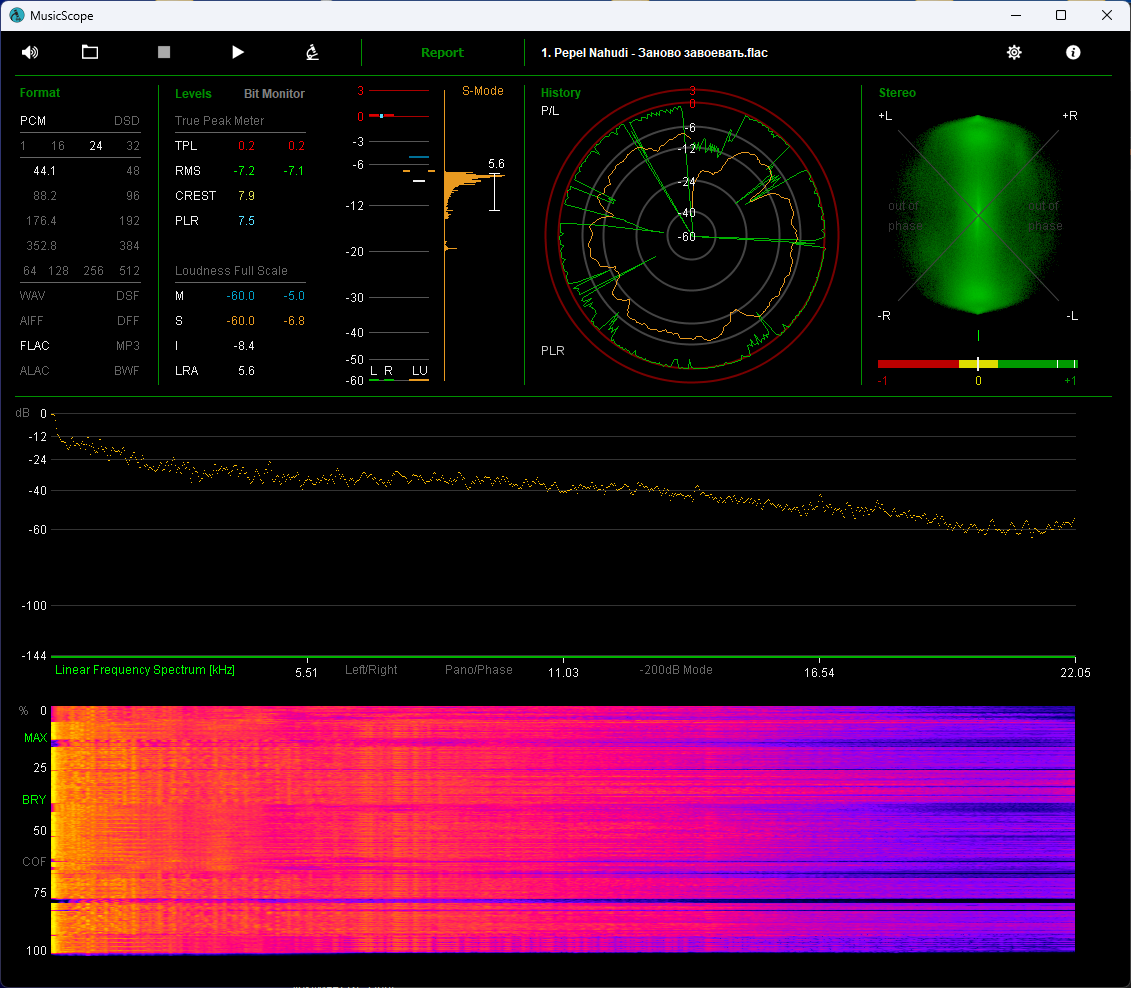 MusicScope
Report
1. Pepel Nahudi - Заново завоевать.flac
Format
PCM DSD
1 16 24 32
44.1 48
88.2 96
176.4 192
352.8 384
64 128 256 512
WAV DSF
AIFF DFF
FLAC MP3
ALAC BWF
Levels Bit Monitor
True Peak Meter
TPL 0.2 0.2
RMS -7.2 -7.1
CREST 7.9
PLR 7.5
Loudness Full Scale
M -60.0 -5.0
S -60.0 -6.8
I -8.4
LRA 5.6
S-Mode
3
0
-3
-6
-12
-20
-30
-40
-50
-60
L R LU
5.6
History
P/L
3
0
-6
-12
-24
-40
-60
PLR
Stereo
+L +R
out of phase
out of phase
-R -L
-1 0 +1
dB 0
-12
-24
-40
-60
-100
-144
Linear Frequency Spectrum [kHz] 5.51 Left/Right Pano/Phase 11.03 -200dB Mode 16.54 22.05
% 0
MAX
25
BRY
50
COF
75
100